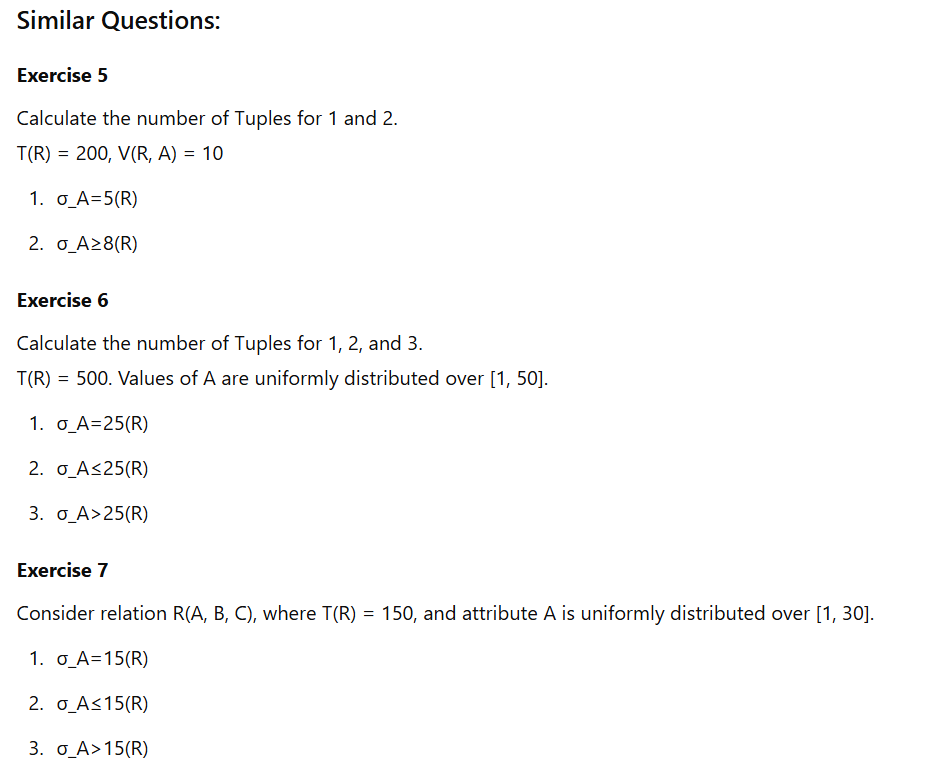 Similar Questions:
Exercise 5
Calculate the number of Tuples for 1 and 2.
T(R) = 200, V(R, A) = 10
1. σ_A=5(R)
2. σ_A≥8(R)
Exercise 6
Calculate the number of Tuples for 1, 2, and 3.
T(R) = 500. Values of A are uniformly distributed over [1, 50].
1. σ_A=25(R)
2. σ_A≤25(R)
3. σ_A>25(R)
Exercise 7
Consider relation R(A, B, C), where T(R) = 150, and attribute A is uniformly distributed over [1, 30].
1. σ_A=15(R)
2. σ_A≤15(R)
3. σ_A>15(R)